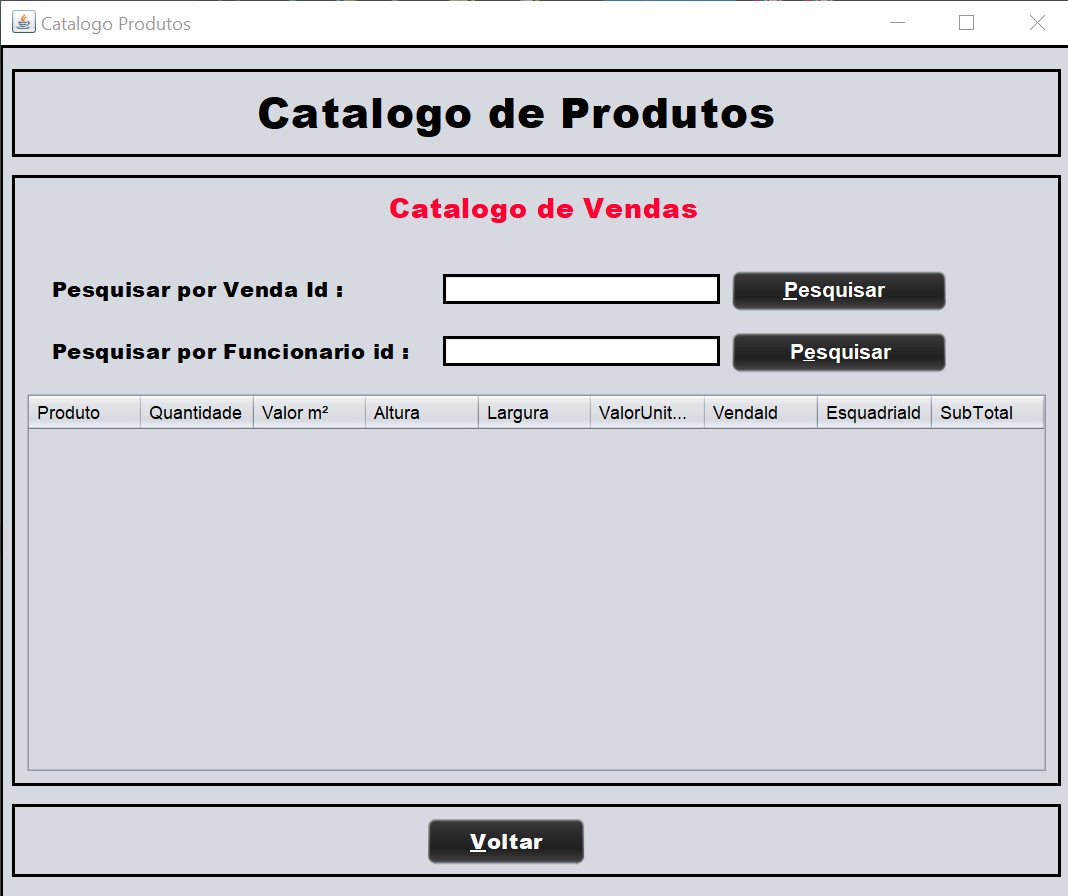 Catalogo Produtos
Catalogo de Produtos
Catalogo de Vendas
Pesquisar por Venda Id : Pesquisar
Pesquisar por Funcionario id : Pesquisar
Produto Quantidade Valor m² Altura Largura ValorUnit... VendaId EsquadriaId SubTotal
Voltar